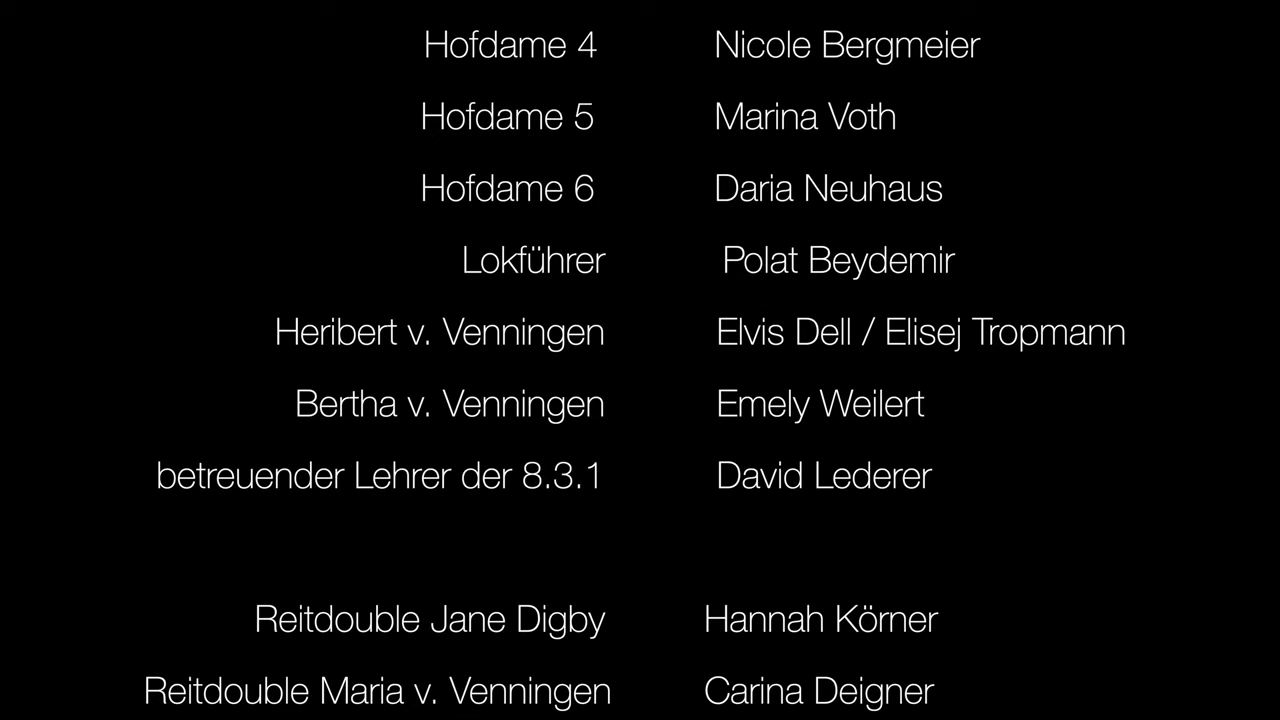 Hofdame 4 Nicole Bergmeier
Hofdame 5 Marina Voth
Hofdame 6 Daria Neuhaus
Lokführer Polat Beydemir
Heribert v. Venningen Elvis Dell / Elisej Tropmann
Bertha v. Venningen Emely Weilert
betreuender Lehrer der 8.3.1 David Lederer
Reitdouble Jane Digby Hannah Körner
Reitdouble Maria v. Venningen Carina Deigner